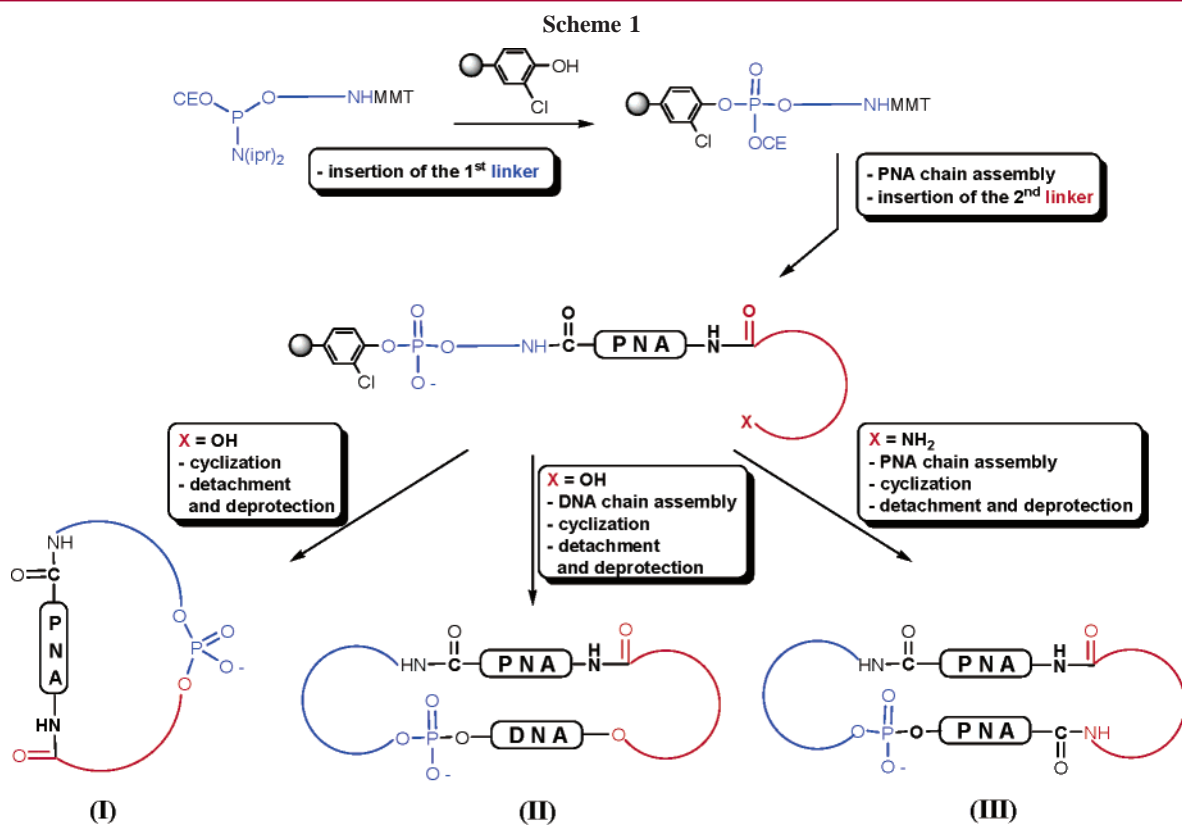 Scheme 1
CEO
P
O
NHMMT
N(ipr)2
OH
Cl
- insertion of the 1st linker
O
O
P
O
NHMMT
OCE
Cl
- PNA chain assembly
- insertion of the 2nd linker
O
O
P
O
NH
O
C
PNA
H
N
O
O -
Cl
X
X = OH
- cyclization
- detachment
and deprotection
X = OH
- DNA chain assembly
- cyclization
- detachment
and deprotection
X = NH2
- PNA chain assembly
- cyclization
- detachment and deprotection
NH
O
C
P
N
A
HN
O
O
P
O
O -
O
(I)
HN
O
C
PNA
H
N
O
O
O
P
O
DNA
O
O -
(II)
HN
O
C
PNA
H
N
O
O
O
P
O
PNA
C
NH
O
O -
(III)